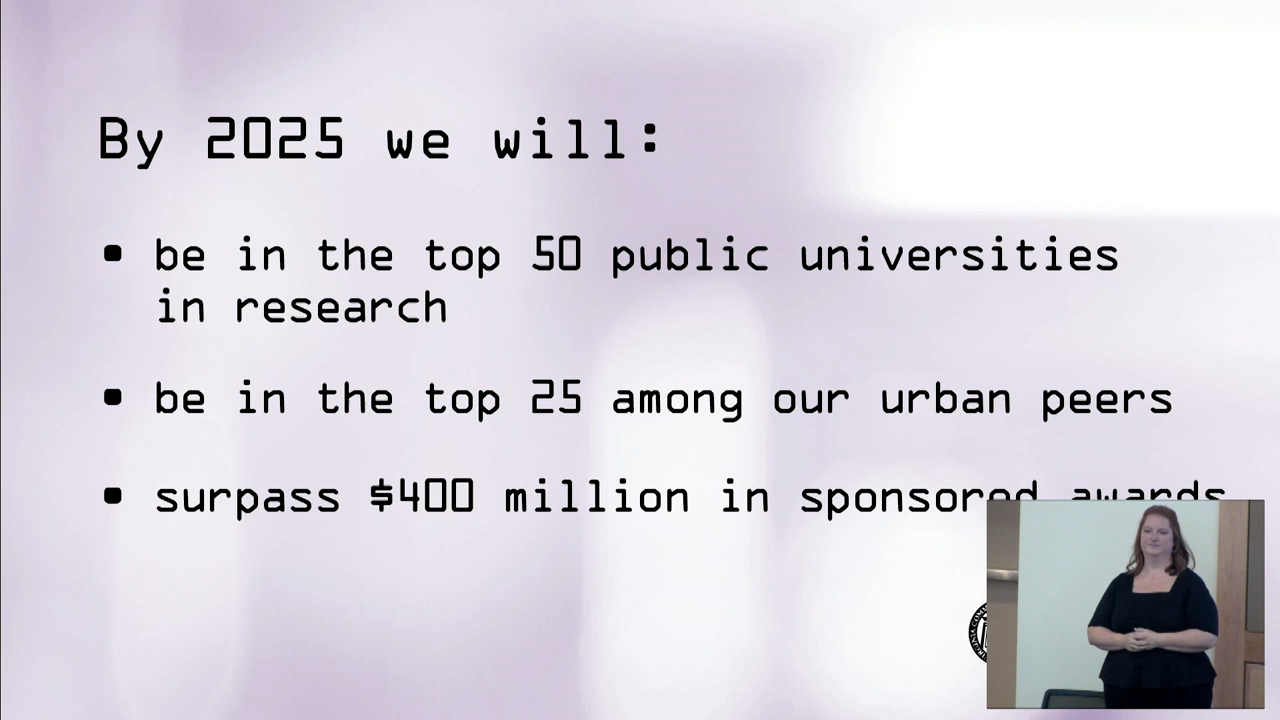 By 2025 we will:
• be in the top 50 public universities
in research
• be in the top 25 among our urban peers
• surpass $400 million in sponsored awards